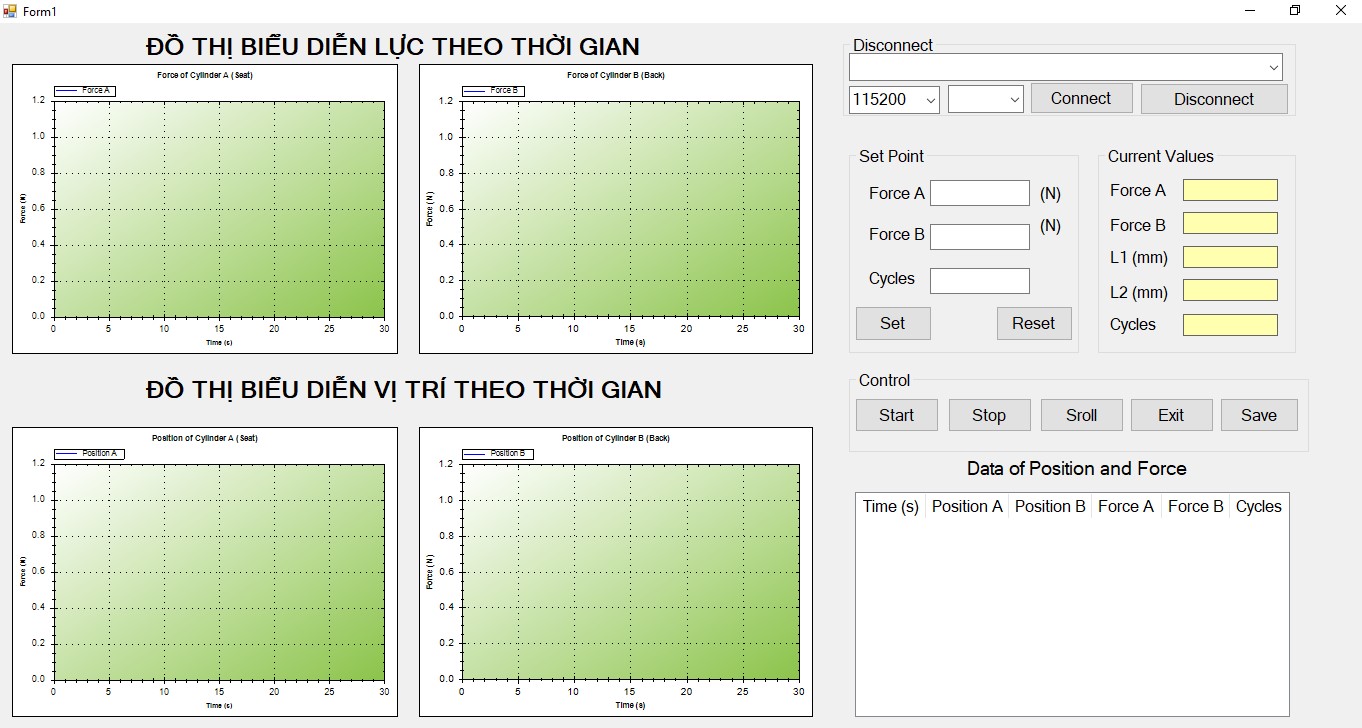 Form1
ĐỒ THỊ BIỂU DIỄN LỰC THEO THỜI GIAN
Force of Cylinder A (Seat)
Force A
1.2
1.0
0.8
0.6
0.4
0.2
0.0
Force (N)
0 5 10 15 20 25 30
Time (s)
Force of Cylinder B (Back)
Force B
1.2
1.0
0.8
0.6
0.4
0.2
0.0
Force (N)
0 5 10 15 20 25 30
Time (s)
ĐỒ THỊ BIỂU DIỄN VỊ TRÍ THEO THỜI GIAN
Position of Cylinder A (Seat)
Position A
1.2
1.0
0.8
0.6
0.4
0.2
0.0
Force (N)
0 5 10 15 20 25 30
Time (s)
Position of Cylinder B (Back)
Position B
1.2
1.0
0.8
0.6
0.4
0.2
0.0
Force (N)
0 5 10 15 20 25 30
Time (s)
Disconnect
115200 Connect Disconnect
Set Point
Force A (N)
Force B (N)
Cycles
Set Reset
Current Values
Force A
Force B
L1 (mm)
L2 (mm)
Cycles
Control
Start Stop Sroll Exit Save
Data of Position and Force
Time (s) Position A Position B Force A Force B Cycles